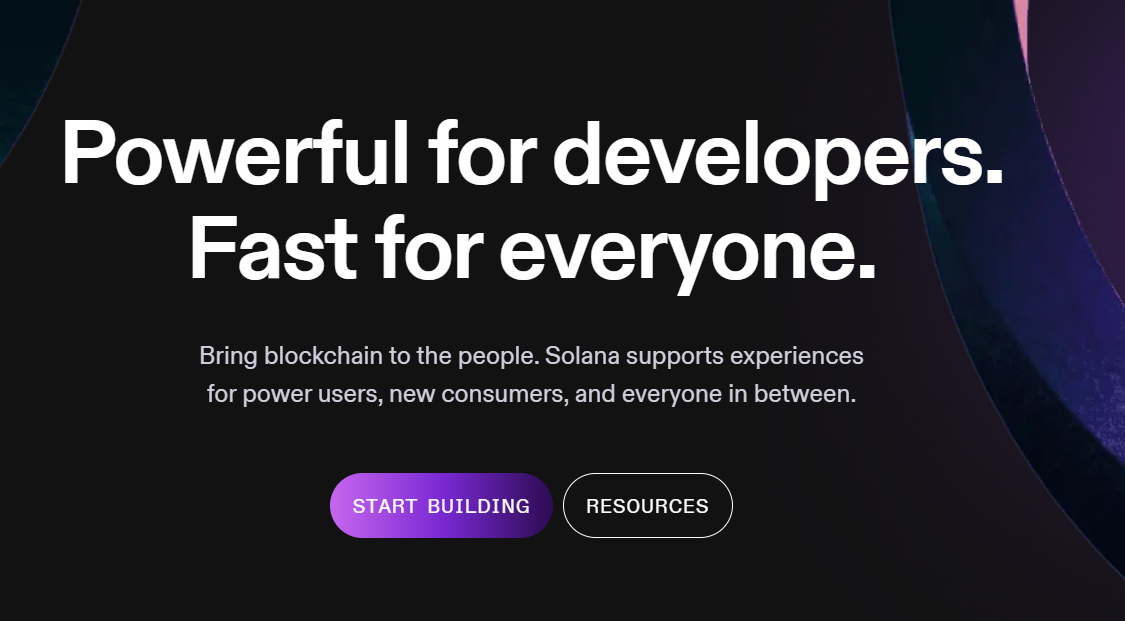 Powerful for developers.
Fast for everyone.
Bring blockchain to the people. Solana supports experiences
for power users, new consumers, and everyone in between.
START BUILDING
RESOURCES